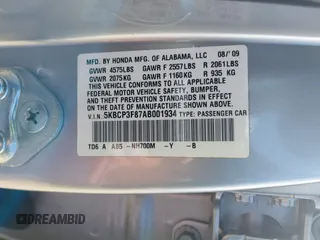 MFD. BY HONDA MFG. OF ALABAMA, LLC 08/'09
GVWR 4575LBS GAWR F 2557LBS R 2061LBS
GVWR 2075KG GAWR F 1160KG R 935 KG
THIS VEHICLE CONFORMS TO ALL APPLICABLE
FEDERAL MOTOR VEHICLE SAFETY, BUMPER,
AND THEFT PREVENTION STANDARDS IN EFFECT
ON THE DATE OF MANUFACTURE SHOWN ABOVE.
V.I.N. 5KBCP3F87AB001934 TYPE: PASSENGER CAR
TD6 A AB5 -NH700M -Y -B
DREAMBID